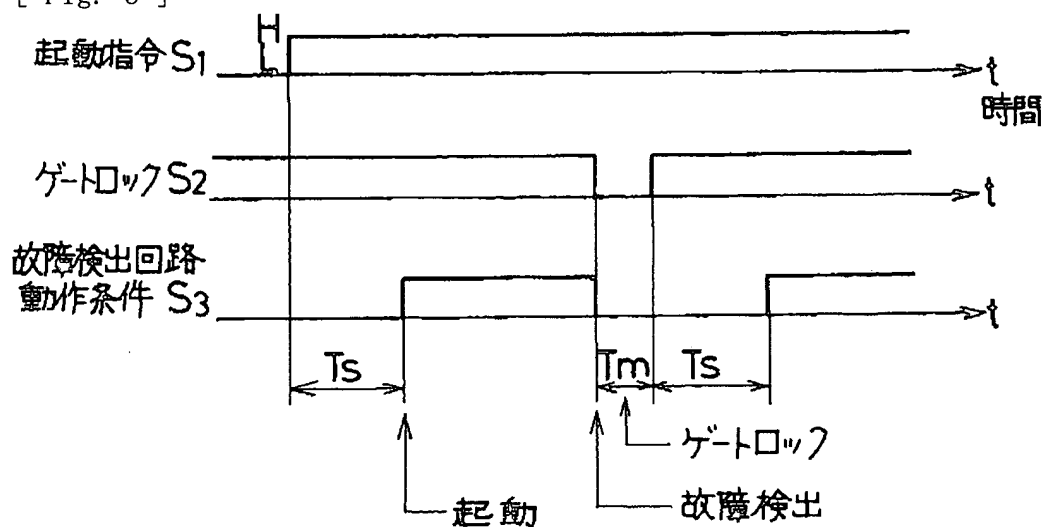 [ Fig. 6 ]
H
L
起動指令 S1
t
時間
ゲートロック S2
t
故障検出回路
動作条件 S3
t
Ts
Tm
Ts
ゲートロック
起動
故障検出